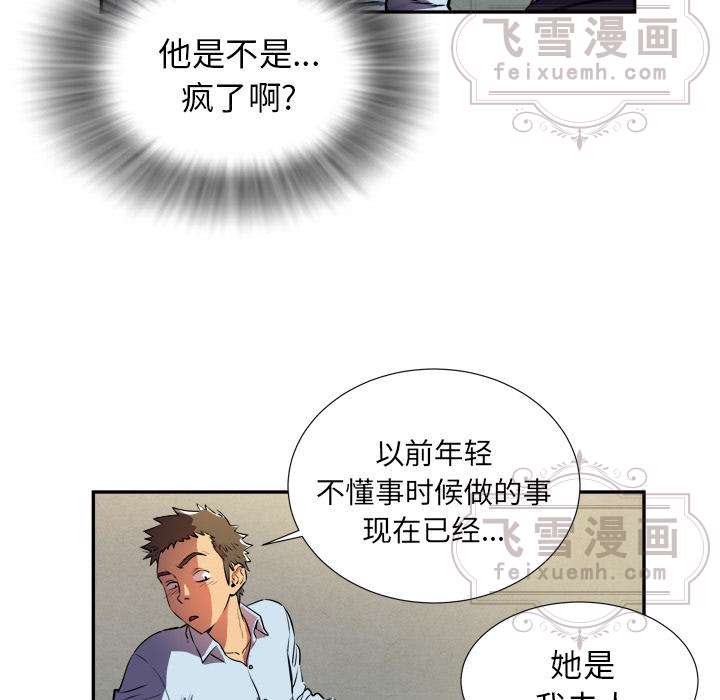 飞雪漫画
feixuemh.com
他是不是...
疯了啊?
以前年轻
不懂事时候做的事
现在已经...
飞雪漫画
feixuemh.com
她是